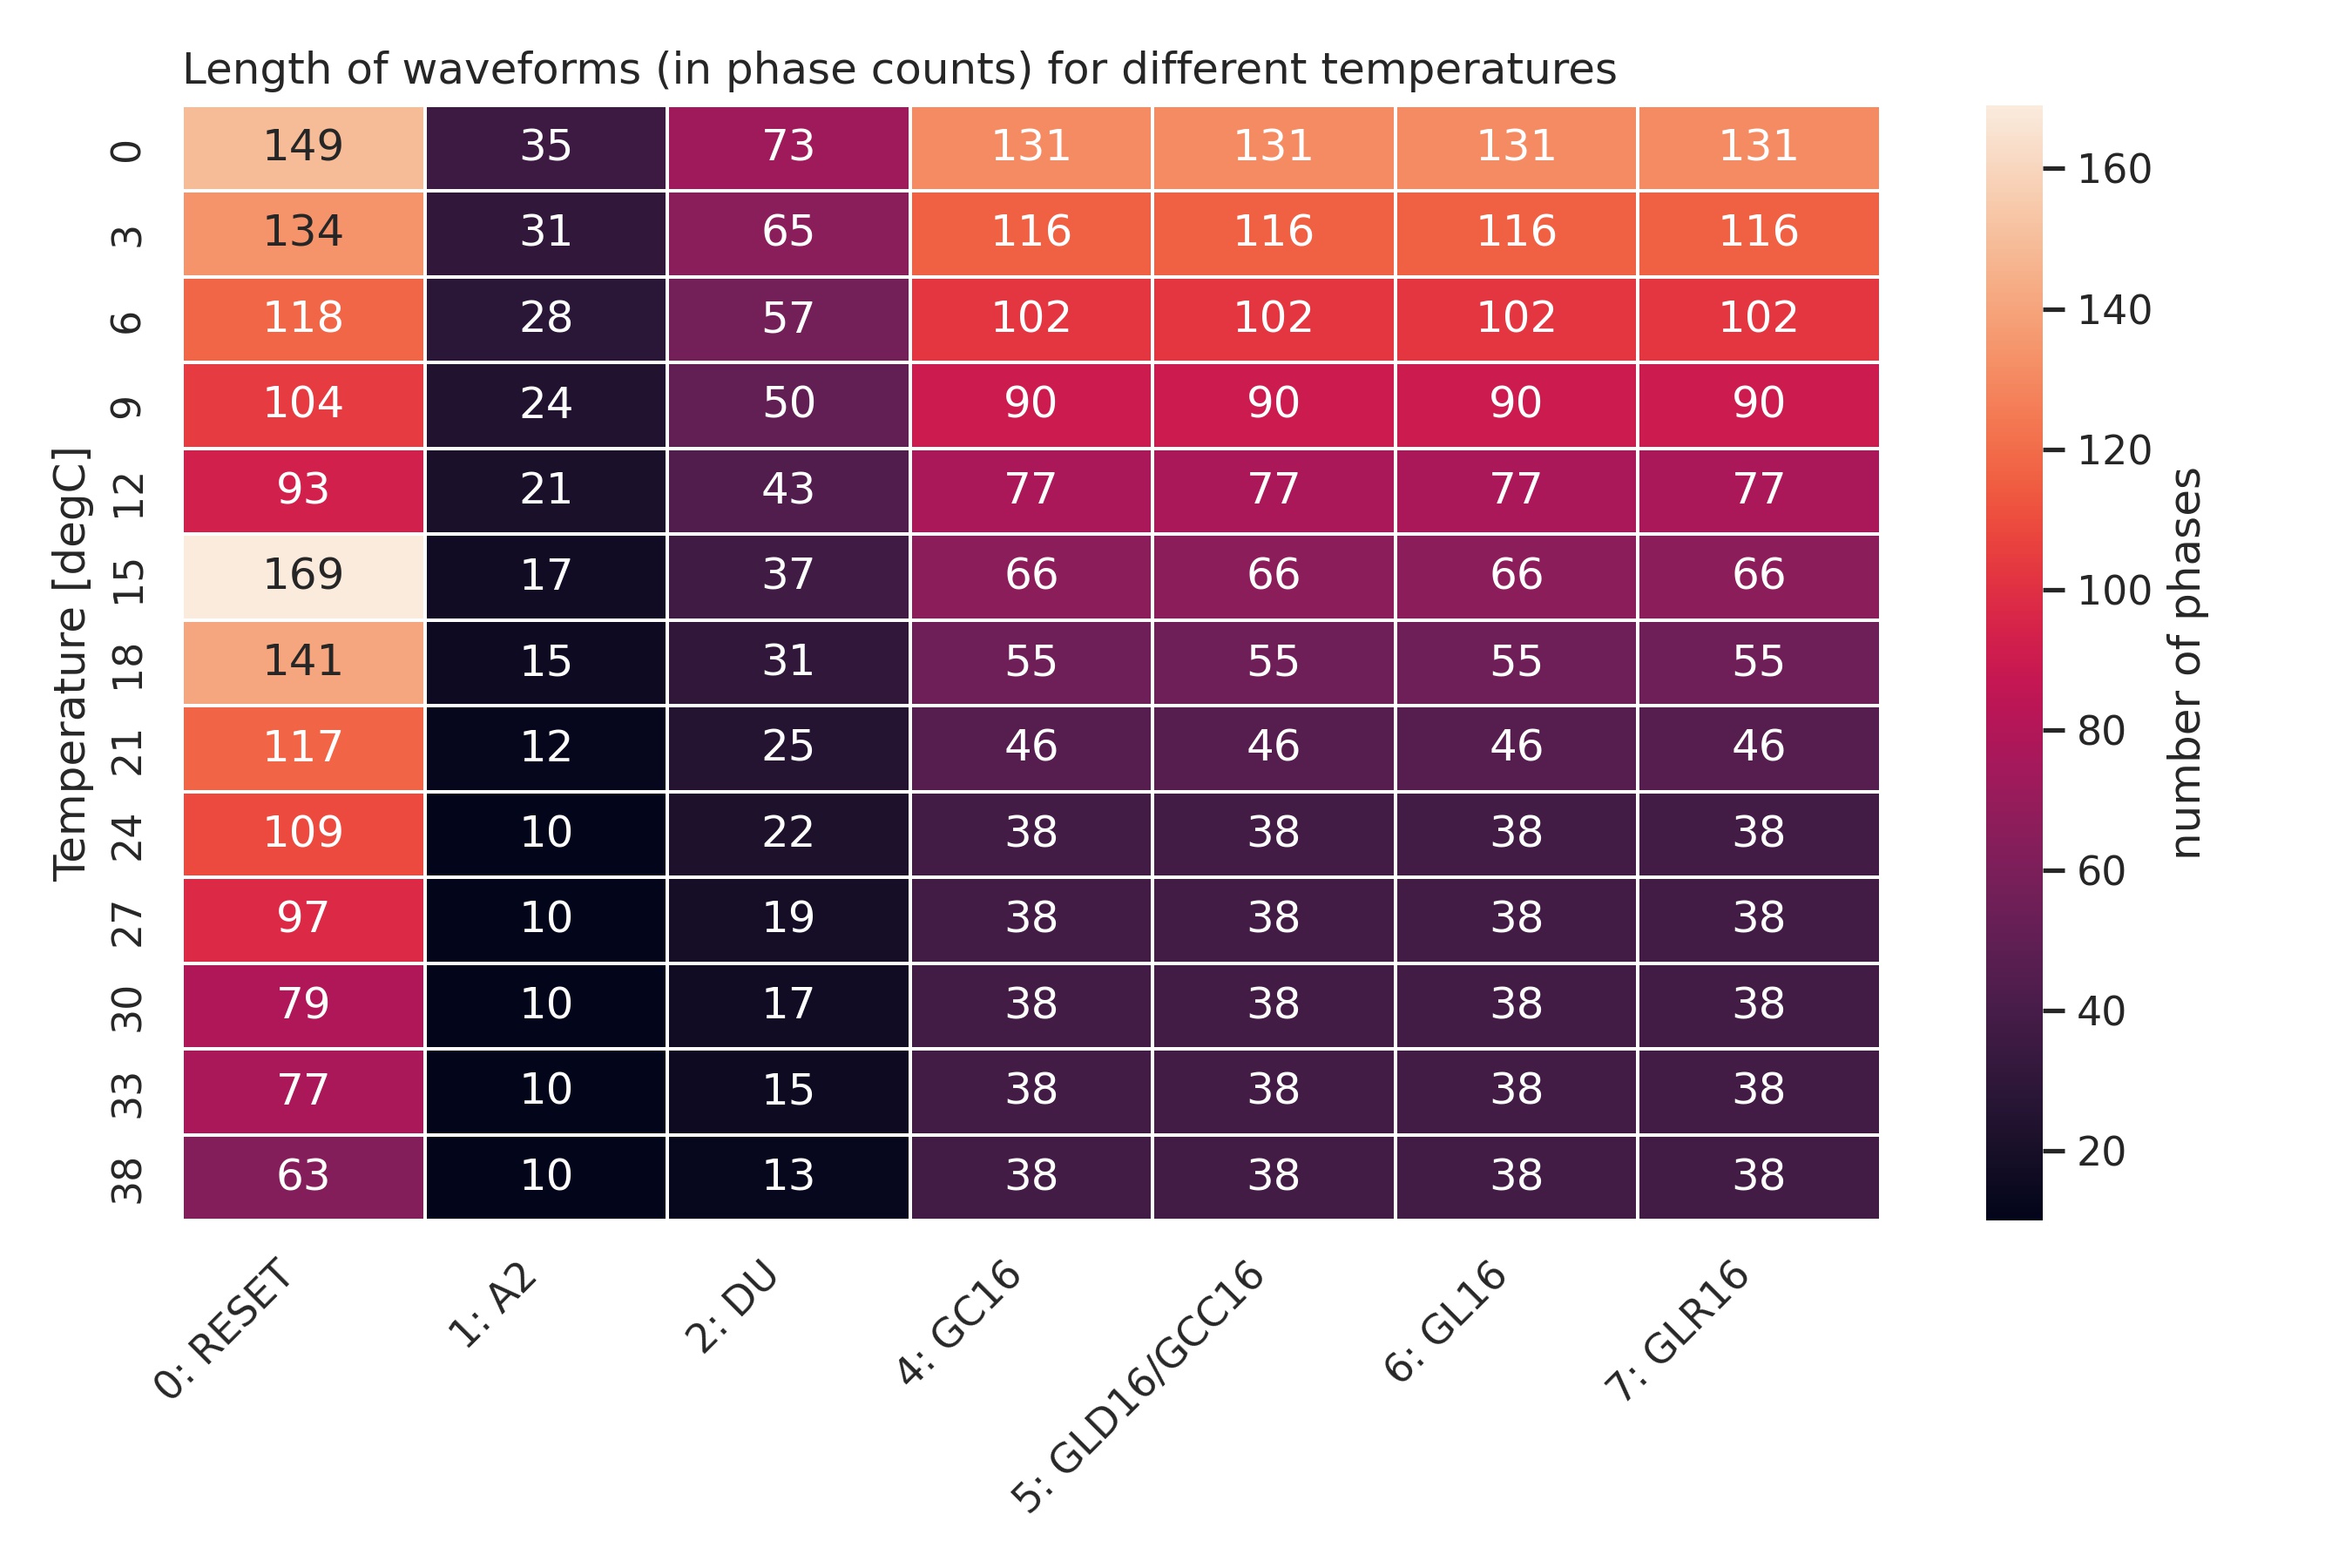 Length of waveforms (in phase counts) for different temperatures
Temperature [degC]
0 149 35 73 131 131 131 131
3 134 31 65 116 116 116 116
6 118 28 57 102 102 102 102
9 104 24 50 90 90 90 90
12 93 21 43 77 77 77 77
15 169 17 37 66 66 66 66
18 141 15 31 55 55 55 55
21 117 12 25 46 46 46 46
24 109 10 22 38 38 38 38
27 97 10 19 38 38 38 38
30 79 10 17 38 38 38 38
33 77 10 15 38 38 38 38
38 63 10 13 38 38 38 38
0: RESET
1: A2
2: DU
4: GC16
5: GLD16/GCC16
6: GL16
7: GLR16
160
140
120
100
80
60
40
20
number of phases